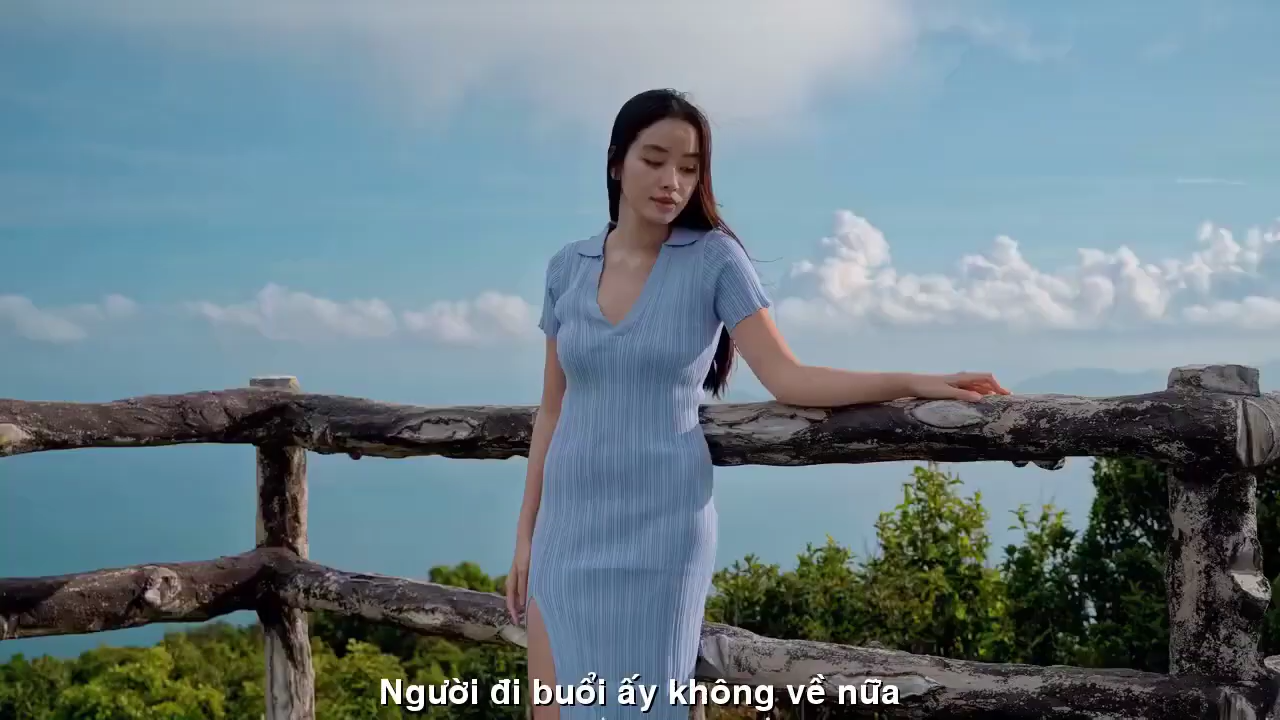 Người đi buổi ấy không về nữa